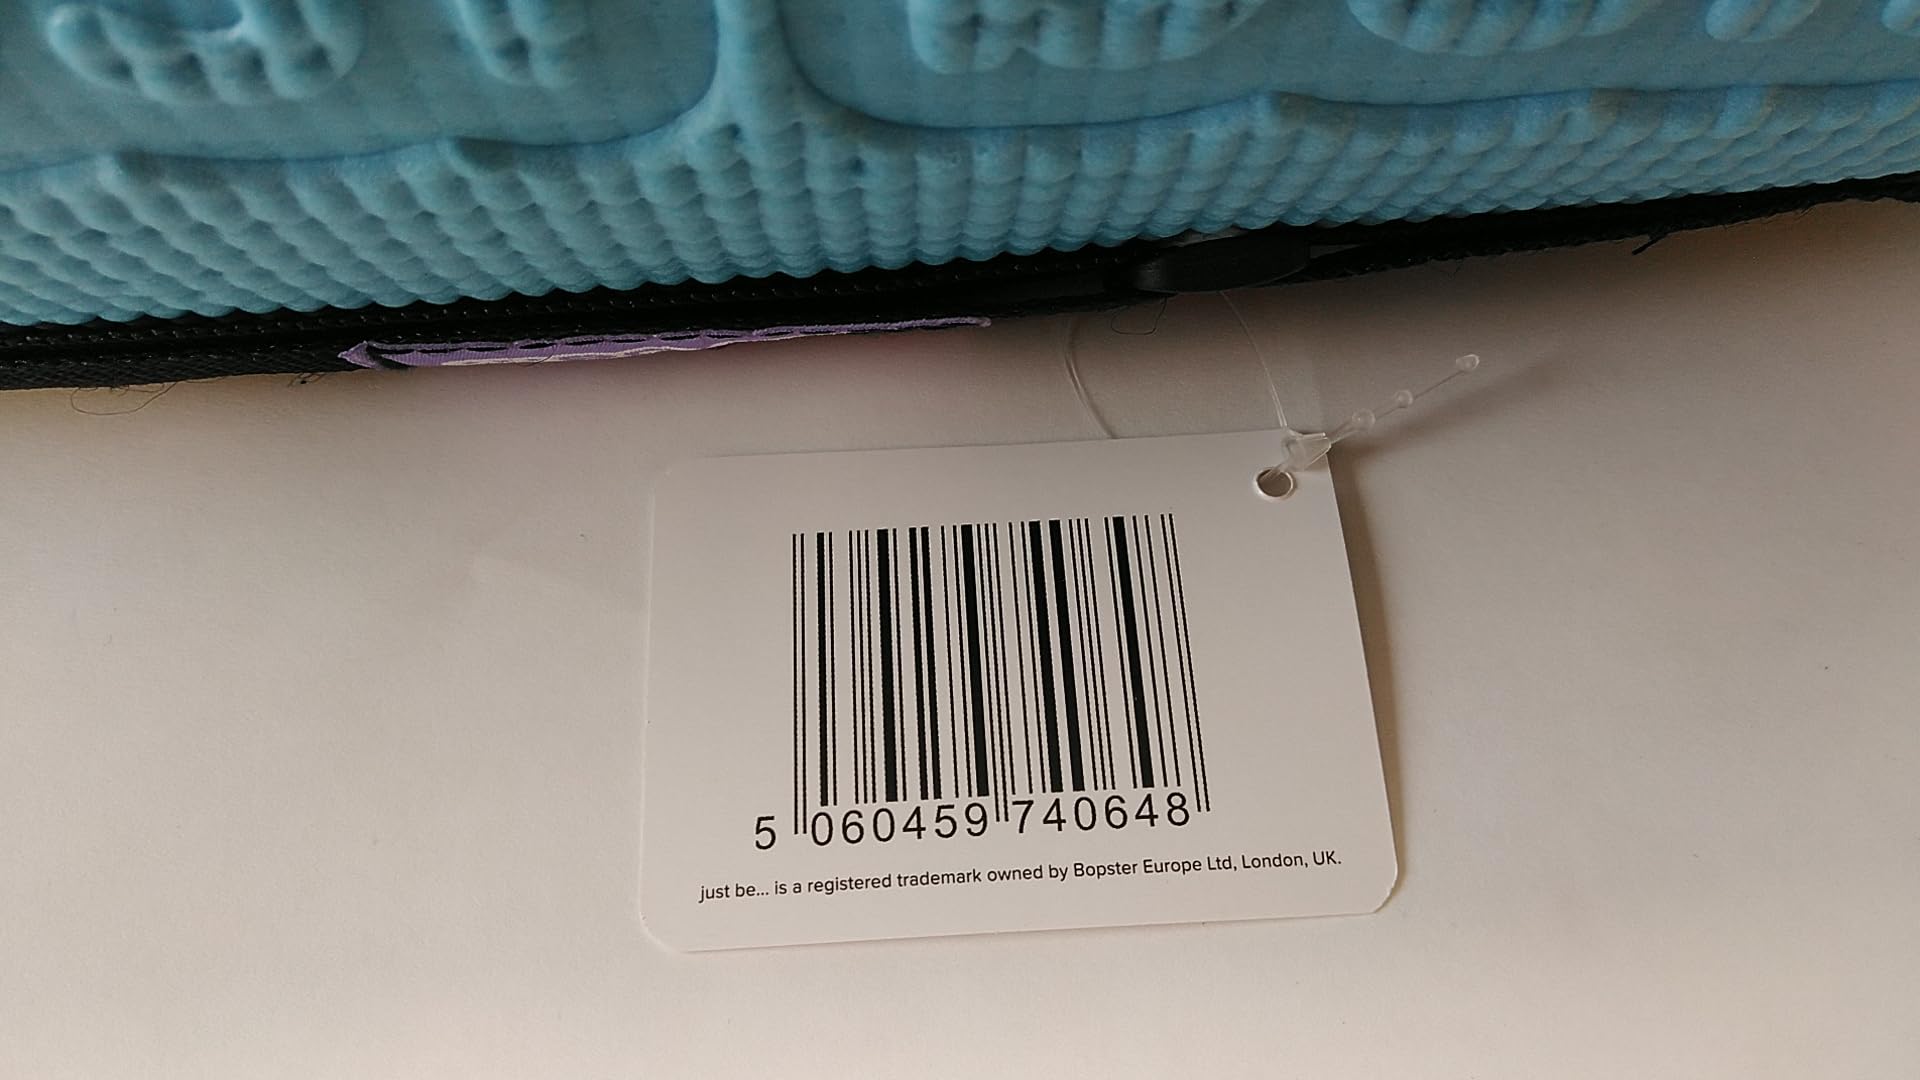 5 060459 740648
just be... is a registered trademark owned by Bopster Europe Ltd, London, UK.